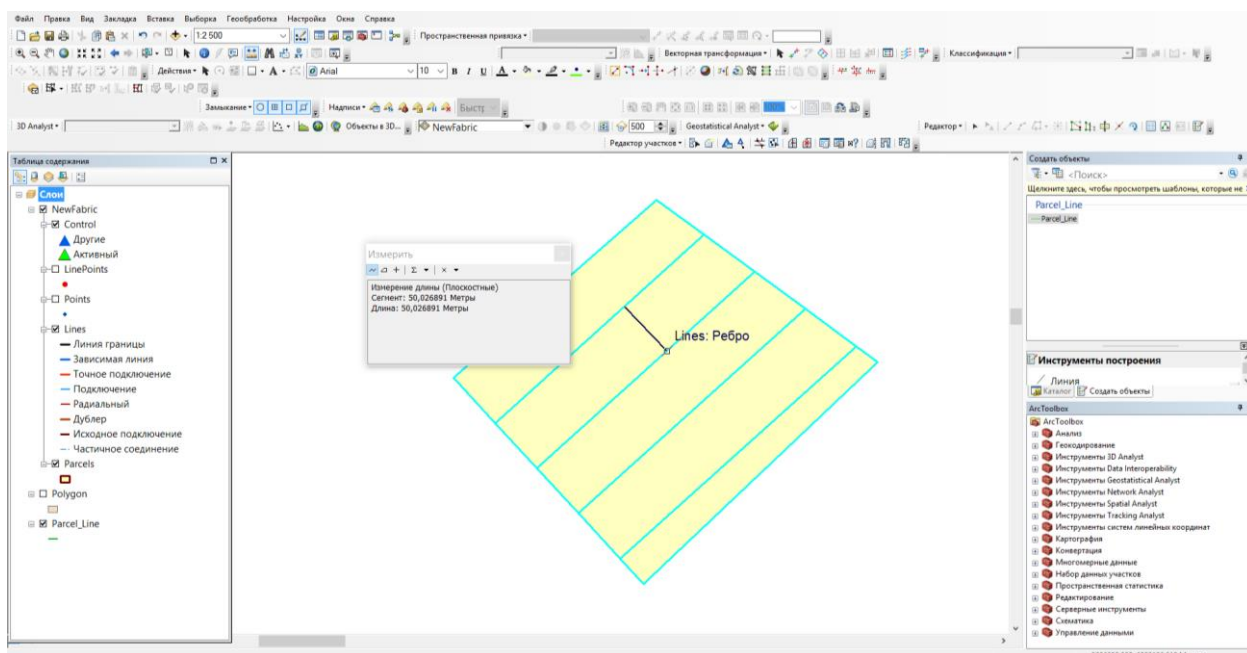 Файл Правка Вид Закладка Вставка Выборка Геообработка Настройка Окна Справка
1:2 500 Пространственная привязка
Векторная трансформация Классификация
Действия A Arial 10 B I U A
Замыкание Надписи Быстр 100%
3D Analyst Объекты в 3D... NewFabric 500 Geostatistical Analyst Редактор
Редактор участков
Таблица содержания
Слои
NewFabric
Control
Другие
Активный
LinePoints
Points
Lines
Линия границы
Зависимая линия
Точное подключение
Подключение
Радиальный
Дублер
Исходное подключение
Частичное соединение
Parcels
Polygon
Parcel_Line
Измерить
Измерение длины (Плоскостные)
Сегмент: 50,026891 Метры
Длина: 50,026891 Метры
Lines: Ребро
Создать объекты
<Поиск>
Щелкните здесь, чтобы просмотреть шаблоны, которые не
Parcel_Line
Parcel_Line
Инструменты построения
Линия
Каталог Создать объекты
ArcToolbox
ArcToolbox
Анализ
Геокодирование
Инструменты 3D Analyst
Инструменты Data Interoperability
Инструменты Geostatistical Analyst
Инструменты Network Analyst
Инструменты Spatial Analyst
Инструменты Tracking Analyst
Инструменты систем линейных координат
Картография
Конвертация
Многомерные данные
Набор данных участков
Пространственная статистика
Редактирование
Серверные инструменты
Схематика
Управление данными